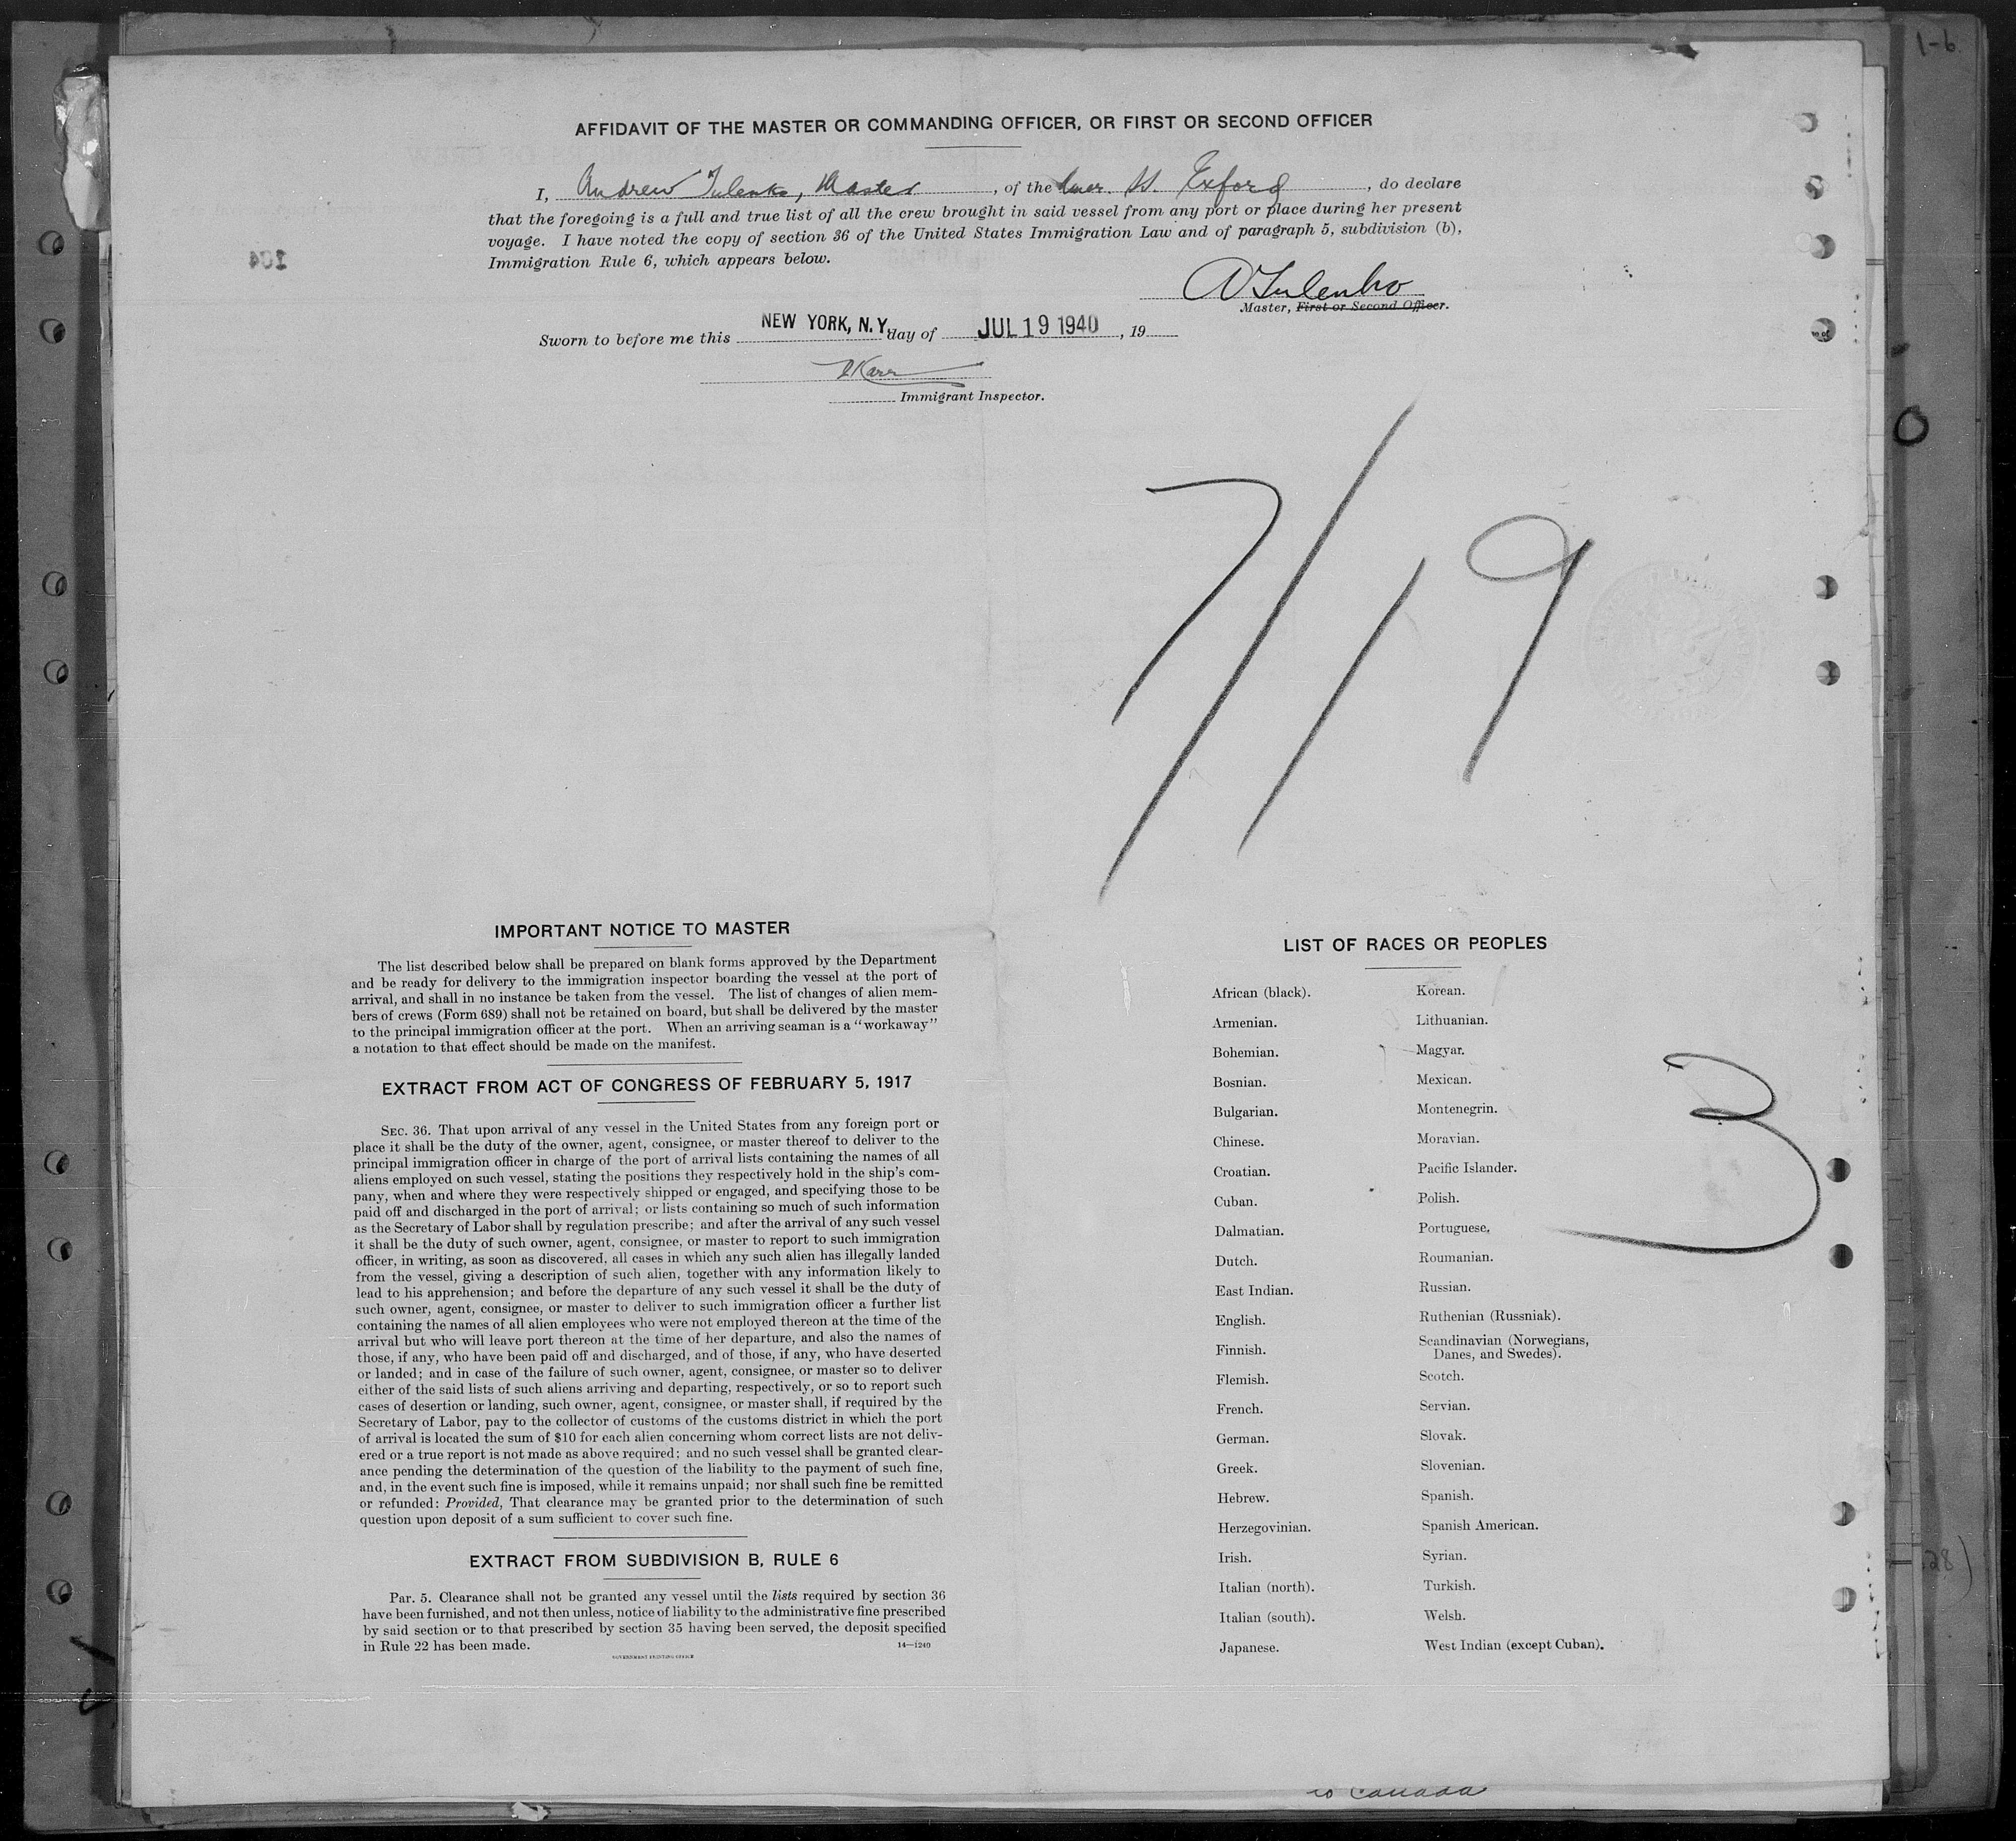 1-6.
AFFIDAVIT OF THE MASTER OR COMMANDING OFFICER, OR FIRST OR SECOND OFFICER
I, Andrew Tulenko, Master, of the Amer. SS. Exford, do declare
that the foregoing is a full and true list of all the crew brought in said vessel from any port or place during her present
voyage. I have noted the copy of section 36 of the United States Immigration Law and of paragraph 5, subdivision (b),
Immigration Rule 6, which appears below.
104
A Tulenko
Master, First or Second Officer.
Sworn to before me this NEW YORK, N.Y. day of JUL 19 1940, 19
Immigrant Inspector.
7/19
IMPORTANT NOTICE TO MASTER
The list described below shall be prepared on blank forms approved by the Department
and be ready for delivery to the immigration inspector boarding the vessel at the port of
arrival, and shall in no instance be taken from the vessel. The list of changes of alien mem-
bers of crews (Form 689) shall not be retained on board, but shall be delivered by the master
to the principal immigration officer at the port. When an arriving seaman is a "workaway"
a notation to that effect should be made on the manifest.
EXTRACT FROM ACT OF CONGRESS OF FEBRUARY 5, 1917
SEC. 36. That upon arrival of any vessel in the United States from any foreign port or
place it shall be the duty of the owner, agent, consignee, or master thereof to deliver to the
principal immigration officer in charge of the port of arrival lists containing the names of all
aliens employed on such vessel, stating the positions they respectively hold in the ship's com-
pany, when and where they were respectively shipped or engaged, and specifying those to be
paid off and discharged in the port of arrival; or lists containing so much of such information
as the Secretary of Labor shall by regulation prescribe; and after the arrival of any such vessel
it shall be the duty of such owner, agent, consignee, or master to report to such immigration
officer, in writing, as soon as discovered, all cases in which any such alien has illegally landed
from the vessel, giving a description of such alien, together with any information likely to
lead to his apprehension; and before the departure of any such vessel it shall be the duty of
such owner, agent, consignee, or master to deliver to such immigration officer a further list
containing the names of all alien employees who were not employed thereon at the time of the
arrival but who will leave port thereon at the time of her departure, and also the names of
those, if any, who have been paid off and discharged, and of those, if any, who have deserted
or landed; and in case of the failure of such owner, agent, consignee, or master so to deliver
either of the said lists of such aliens arriving and departing, respectively, or so to report such
cases of desertion or landing, such owner, agent, consignee, or master shall, if required by the
Secretary of Labor, pay to the collector of customs of the customs district in which the port
of arrival is located the sum of $10 for each alien concerning whom correct lists are not deliv-
ered or a true report is not made as above required; and no such vessel shall be granted clear-
ance pending the determination of the question of the liability to the payment of such fine,
and, in the event such fine is imposed, while it remains unpaid; nor shall such fine be remitted
or refunded: Provided, That clearance may be granted prior to the determination of such
question upon deposit of a sum sufficient to cover such fine.
EXTRACT FROM SUBDIVISION B, RULE 6
Par. 5. Clearance shall not be granted any vessel until the lists required by section 36
have been furnished, and not then unless, notice of liability to the administrative fine prescribed
by said section or to that prescribed by section 35 having been served, the deposit specified
in Rule 22 has been made.
14—1240
GOVERNMENT PRINTING OFFICE
LIST OF RACES OR PEOPLES
African (black).
Armenian.
Bohemian.
Bosnian.
Bulgarian.
Chinese.
Croatian.
Cuban.
Dalmatian.
Dutch.
East Indian.
English.
Finnish.
Flemish.
French.
German.
Greek.
Hebrew.
Herzegovinian.
Irish.
Italian (north).
Italian (south).
Japanese.
Korean.
Lithuanian.
Magyar.
Mexican.
Montenegrin.
Moravian.
Pacific Islander.
Polish.
Portuguese.
Roumanian.
Russian.
Ruthenian (Russniak).
Scandinavian (Norwegians,
Danes, and Swedes).
Scotch.
Servian.
Slovak.
Slovenian.
Spanish.
Spanish American.
Syrian.
Turkish.
Welsh.
West Indian (except Cuban).
3
28)
to Canada